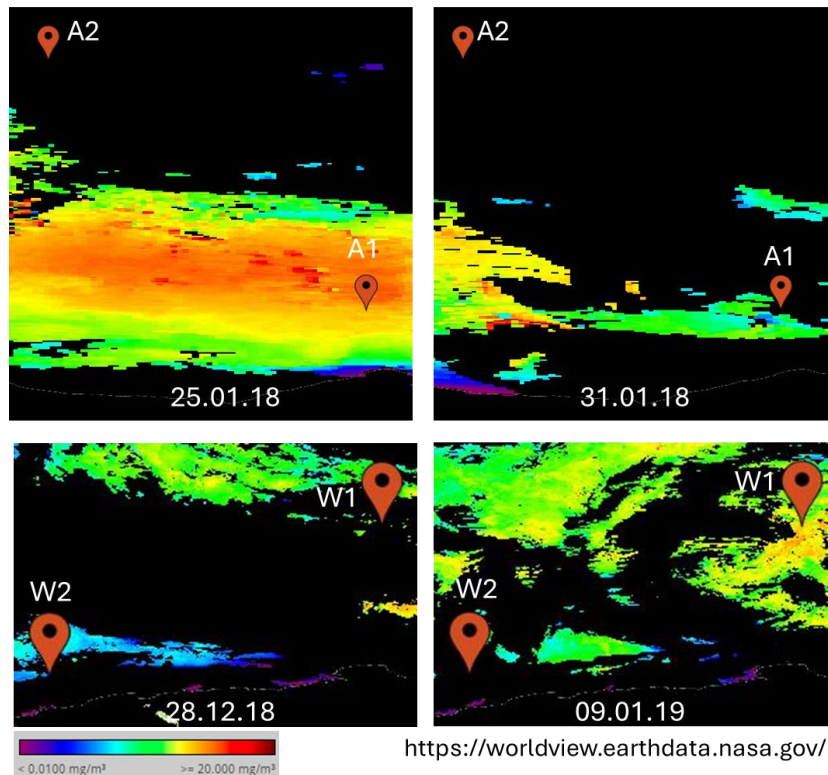 A2
A1
25.01.18
A2
A1
31.01.18
W1
W2
28.12.18
W1
W2
09.01.19
< 0.0100 mg/m³ >= 20.000 mg/m³
https://worldview.earthdata.nasa.gov/